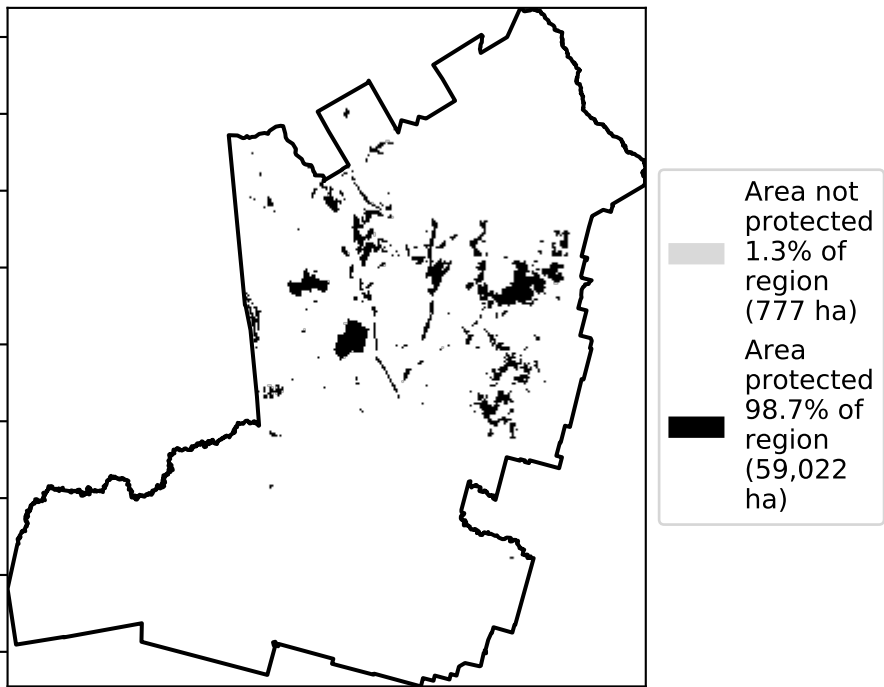 Area not
protected
1.3% of
region
(777 ha)
Area
protected
98.7% of
region
(59,022
ha)